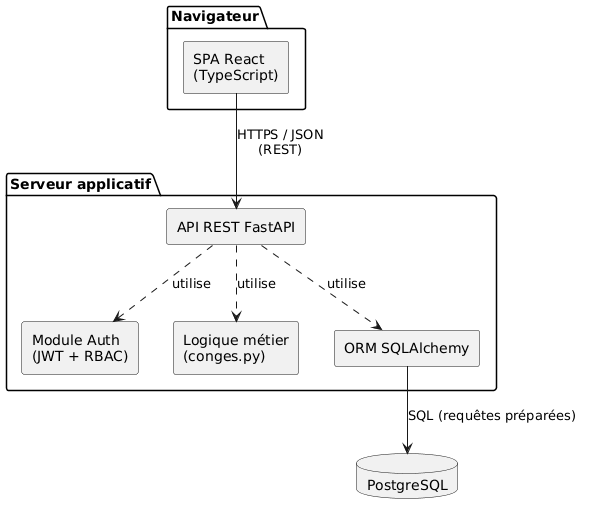 Navigateur
SPA React
(TypeScript)
HTTPS / JSON
(REST)
Serveur applicatif
API REST FastAPI
utilise
utilise
utilise
Module Auth
(JWT + RBAC)
Logique métier
(conges.py)
ORM SQLAlchemy
SQL (requêtes préparées)
PostgreSQL